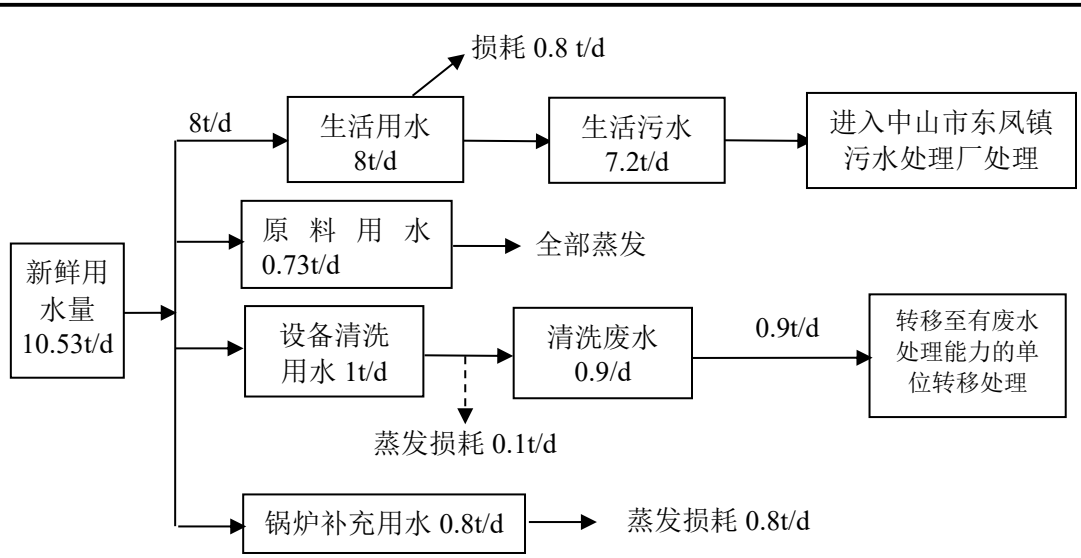 损耗 0.8 t/d
8t/d
生活用水
8t/d
生活污水
7.2t/d
进入中山市东凤镇
污水处理厂处理
原料用水
0.73t/d
全部蒸发
新鲜用
水量
10.53t/d
设备清洗
用水 1t/d
清洗废水
0.9/d
0.9t/d
转移至有废水
处理能力的单
位转移处理
蒸发损耗 0.1t/d
锅炉补充用水 0.8t/d
蒸发损耗 0.8t/d